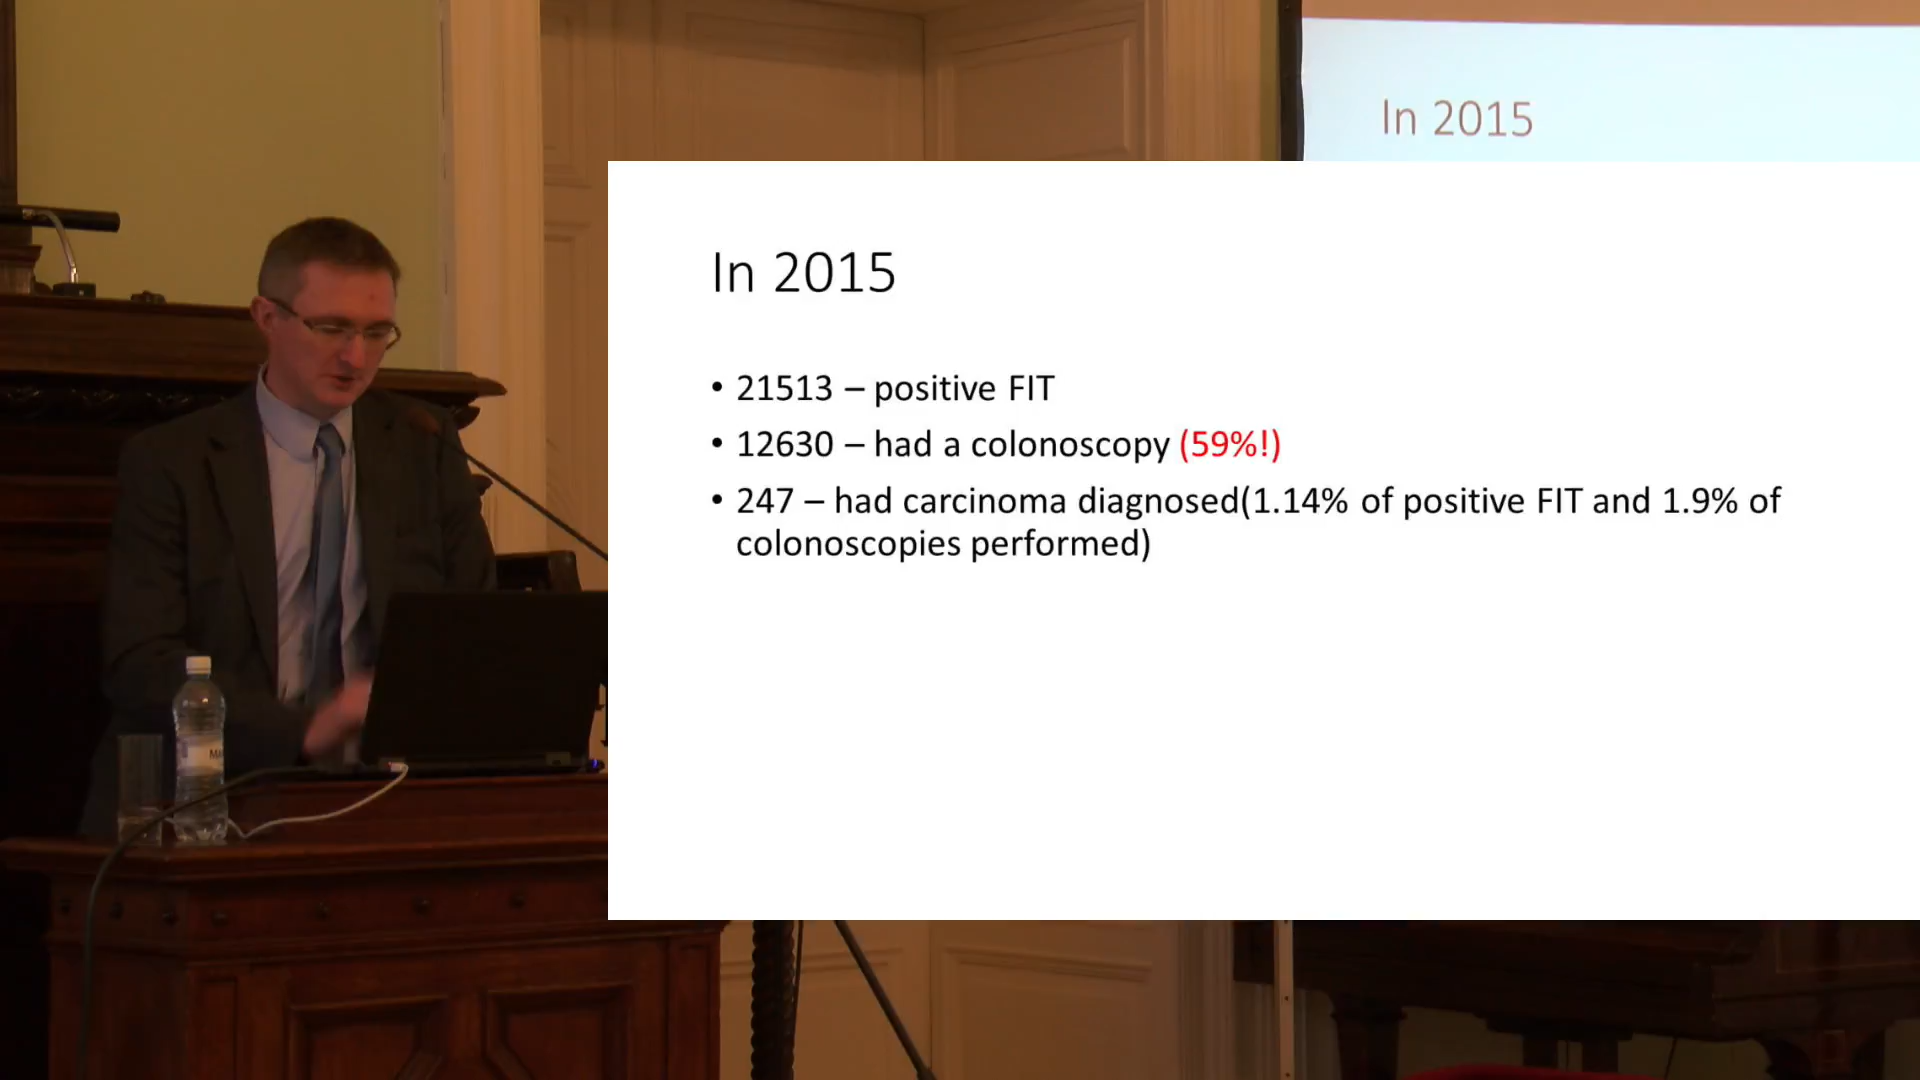 In 2015
In 2015
• 21513 – positive FIT
• 12630 – had a colonoscopy (59%!)
• 247 – had carcinoma diagnosed(1.14% of positive FIT and 1.9% of
colonoscopies performed)